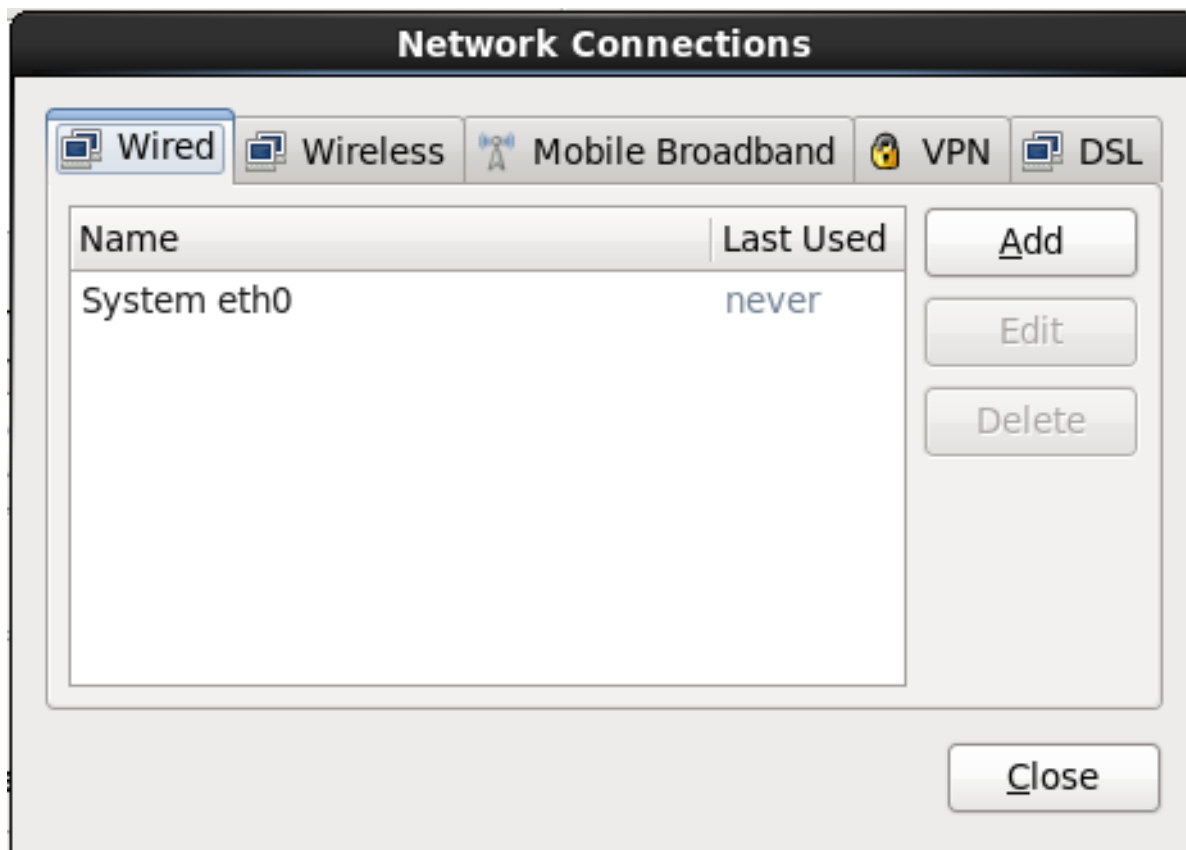 Network Connections
Wired Wireless Mobile Broadband VPN DSL
Name Last Used Add
System eth0 never
Edit
Delete
Close